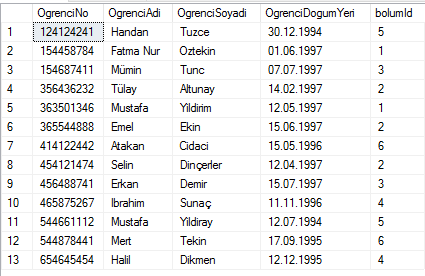 OgrenciNo OgrenciAdi OgrenciSoyadi OgrenciDogumYeri bolumId
1 124124241 Handan Tuzce 30.12.1994 5
2 154458784 Fatma Nur Oztekin 01.06.1997 1
3 154687411 Mümin Tunc 07.07.1997 3
4 356436232 Tülay Altunay 14.02.1997 2
5 363501346 Mustafa Yildirim 12.05.1997 1
6 365544888 Emel Ekin 15.06.1997 2
7 414122442 Atakan Cidaci 15.05.1996 6
8 454121474 Selin Dinçerler 12.04.1997 2
9 456488741 Erkan Demir 15.07.1997 3
10 465875267 Ibrahim Sunaç 11.11.1996 4
11 544661112 Mustafa Yildiray 12.07.1994 5
12 544878441 Mert Tekin 17.09.1995 6
13 654645454 Halil Dikmen 12.12.1995 4